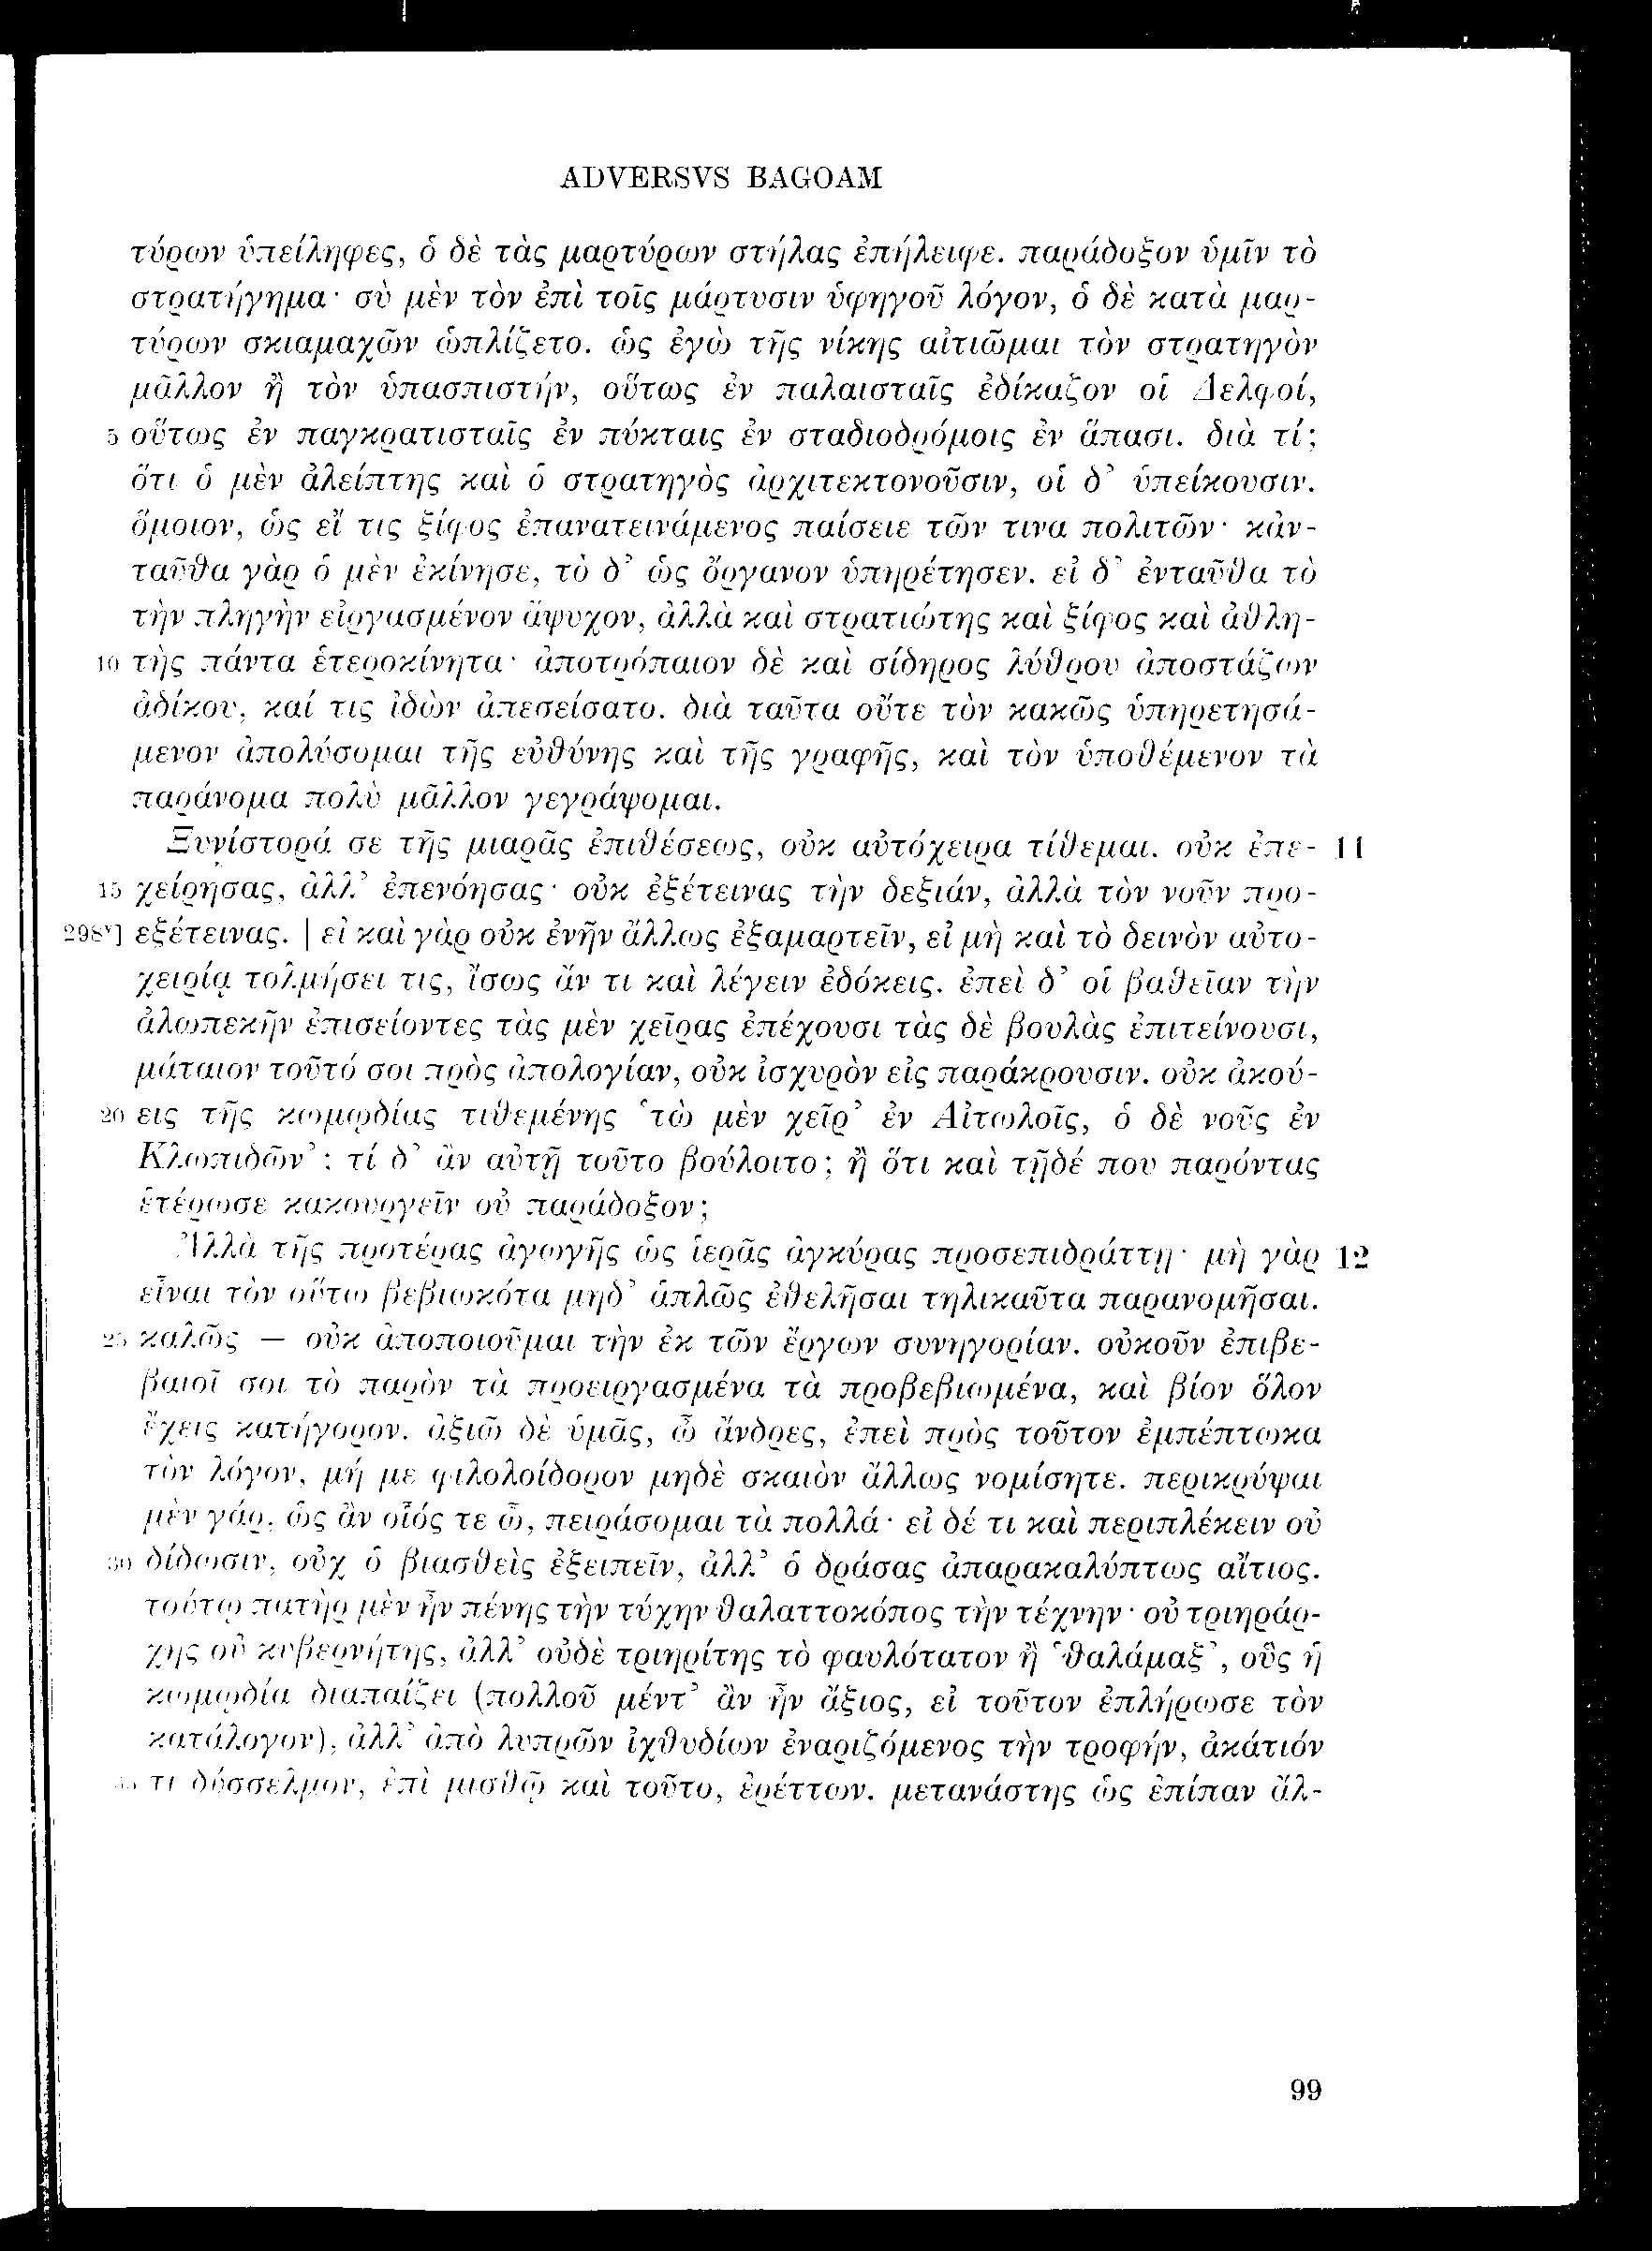 ADVERSVS BAGOAM
τύρων ὑπείληφες, ὁ δὲ τὰς μαρτύρων στήλας ἐπήλειφε. παράδοξον ὑμῖν τὸ
στρατήγημα· σὺ μὲν τὸν ἐπὶ τοῖς μάρτυσιν ὑφηγοῦ λόγον, ὁ δὲ κατὰ μαρ-
τύρων σκιαμαχῶν ὡπλίζετο. ὡς ἐγὼ τῆς νίκης αἰτιῶμαι τὸν στρατηγὸν
μᾶλλον ἢ τὸν ὑπασπιστήν, οὕτως ἐν παλαισταῖς ἐδίκαζον οἱ Δελφοί,
5 οὕτως ἐν παγκρατισταῖς ἐν πύκταις ἐν σταδιοδρόμοις ἐν ἅπασι. διὰ τί;
ὅτι ὁ μὲν ἀλείπτης καὶ ὁ στρατηγὸς ἀρχιτεκτονοῦσιν, οἱ δ’ ὑπείκουσιν.
ὅμοιον, ὡς εἴ τις ξίφος ἐπανατεινάμενος παίσειε τῶν τινα πολιτῶν· κἀν-
ταῦθα γὰρ ὁ μὲν ἐκίνησε, τὸ δ’ ὡς ὄργανον ὑπηρέτησεν. εἰ δ’ ἐνταῦθα τὸ
τὴν πληγὴν εἰργασμένον ἄψυχον, ἀλλὰ καὶ στρατιώτης καὶ ξίφος καὶ ἀθλη-
10 τὴς πάντα ἑτεροκίνητα· ἀποτρόπαιον δὲ καὶ σίδηρος λύθρου ἀποστάζων
ἀδίκου, καί τις ἰδὼν ἀπεσείσατο. διὰ ταῦτα οὔτε τὸν κακῶς ὑπηρετησά-
μενον ἀπολύσομαι τῆς εὐθύνης καὶ τῆς γραφῆς, καὶ τὸν ὑποθέμενον τὰ
παράνομα πολὺ μᾶλλον γεγράψομαι.
Ξυνίστορά σε τῆς μιαρᾶς ἐπιθέσεως, οὐκ αὐτόχειρα τίθεμαι. οὐκ ἐπε- 11
15 χείρησας, ἀλλ’ ἐπενόησας· οὐκ ἐξέτεινας τὴν δεξιάν, ἀλλὰ τὸν νοῦν προ-
298ᵛ] εξέτεινας. | εἰ καὶ γὰρ οὐκ ἐνῆν ἄλλως ἐξαμαρτεῖν, εἰ μὴ καὶ τὸ δεινὸν αὐτο-
χειρίᾳ τολμήσει τις, ἴσως ἄν τι καὶ λέγειν ἐδόκεις. ἐπεὶ δ’ οἱ βαθεῖαν τὴν
ἀλωπεκῆν ἐπισείοντες τὰς μὲν χεῖρας ἐπέχουσι τὰς δὲ βουλὰς ἐπιτείνουσι,
μάταιον τοῦτό σοι πρὸς ἀπολογίαν, οὐκ ἰσχυρὸν εἰς παράκρουσιν. οὐκ ἀκού-
20 εις τῆς κωμῳδίας τιθεμένης ‘τὼ μὲν χεῖρ’ ἐν Αἰτωλοῖς, ὁ δὲ νοῦς ἐν
Κλωπιδῶν’; τί δ’ ἂν αὐτῇ τοῦτο βούλοιτο; ἢ ὅτι καὶ τῇδέ που παρόντας
ἑτέρωσε κακουργεῖν οὐ παράδοξον;
Ἀλλὰ τῆς προτέρας ἀγωγῆς ὡς ἱερᾶς ἀγκύρας προσεπιδράττῃ· μὴ γὰρ 12
εἶναι τὸν οὕτω βεβιωκότα μηδ’ ἁπλῶς ἐθελῆσαι τηλικαῦτα παρανομῆσαι.
25 καλῶς — οὐκ ἀποποιοῦμαι τὴν ἐκ τῶν ἔργων συνηγορίαν. οὐκοῦν ἐπιβε-
βαιοῖ σοι τὸ παρὸν τὰ προειργασμένα τὰ προβεβιωμένα, καὶ βίον ὅλον
ἔχεις κατήγορον. ἀξιῶ δὲ ὑμᾶς, ὦ ἄνδρες, ἐπεὶ πρὸς τοῦτον ἐμπέπτωκα
τὸν λόγον, μή με φιλολοίδορον μηδὲ σκαιὸν ἄλλως νομίσητε. περικρύψαι
μὲν γάρ, ὡς ἂν οἷός τε ὦ, πειράσομαι τὰ πολλά· εἰ δέ τι καὶ περιπλέκειν οὐ
30 δίδωσιν, οὐχ ὁ βιασθεὶς ἐξειπεῖν, ἀλλ’ ὁ δράσας ἀπαρακαλύπτως αἴτιος.
τούτῳ πατὴρ μὲν ἦν πένης τὴν τύχην θαλαττοκόπος τὴν τέχνην· οὐ τριηράρ-
χης οὐ κυβερνήτης, ἀλλ’ οὐδὲ τριηρίτης τὸ φαυλότατον ἢ ‘θαλάμαξ’, οὓς ἡ
κωμῳδία διαπαίζει (πολλοῦ μέντ’ ἂν ἦν ἄξιος, εἰ τοῦτον ἐπλήρωσε τὸν
κατάλογον), ἀλλ’ ἀπὸ λυπρῶν ἰχθυδίων ἐναριζόμενος τὴν τροφήν, ἀκάτιόν
35 τι δύσσελμον, ἐπὶ μισθῷ καὶ τοῦτο, ἐρέττων. μετανάστης ὡς ἐπίπαν ἄλ-
99